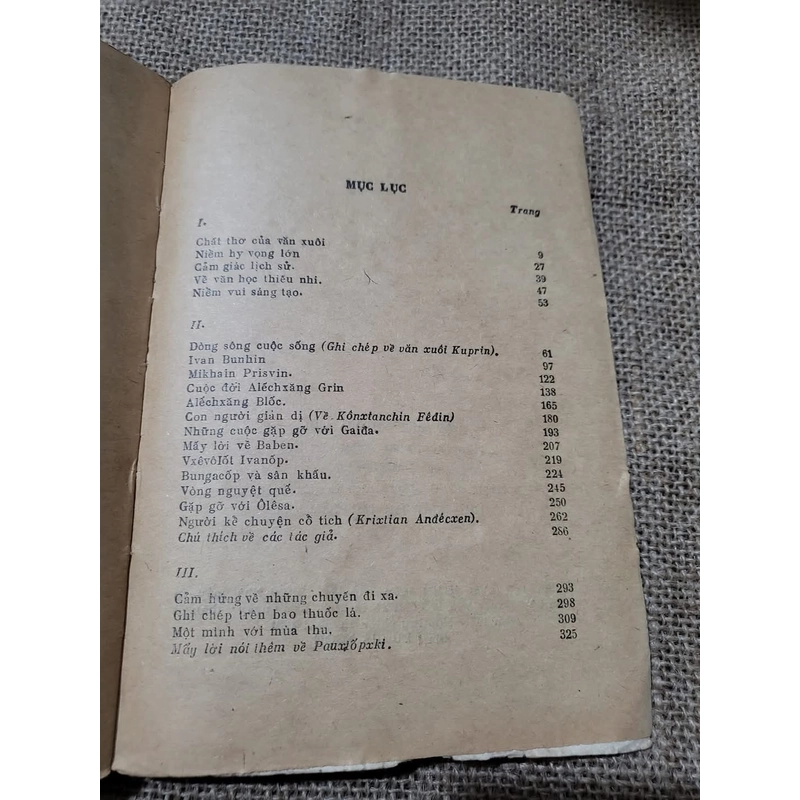 MỤC LỤC
Trang
I.
Chất thơ của văn xuôi 9
Niềm hy vọng lớn 27
Cảm giác lịch sử. 39
Về văn học thiếu nhi. 47
Niềm vui sáng tạo. 53
II.
Dòng sông cuộc sống (Ghi chép về văn xuôi Kuprin). 61
Ivan Bunhin 97
Mikhain Prisvin. 122
Cuộc đời Alếchxăng Grin 138
Alếchxăng Blốc. 165
Con người giản dị (Về Kônxtanchin Fêđin) 180
Những cuộc gặp gỡ với Gaiđa. 193
Mấy lời về Baben. 207
Vxêvôlốt Ivanốp. 219
Bungacốp và sân khấu. 224
Vòng nguyệt quế. 245
Gặp gỡ với Ôlêsa. 250
Người kể chuyện cổ tích (Krixtian Anđécxen). 262
Chú thích về các tác giả. 286
III.
Cảm hứng về những chuyến đi xa. 293
Ghi chép trên bao thuốc lá. 298
Một mình với mùa thu. 309
Mấy lời nói thêm về Pauxtốpxki. 325